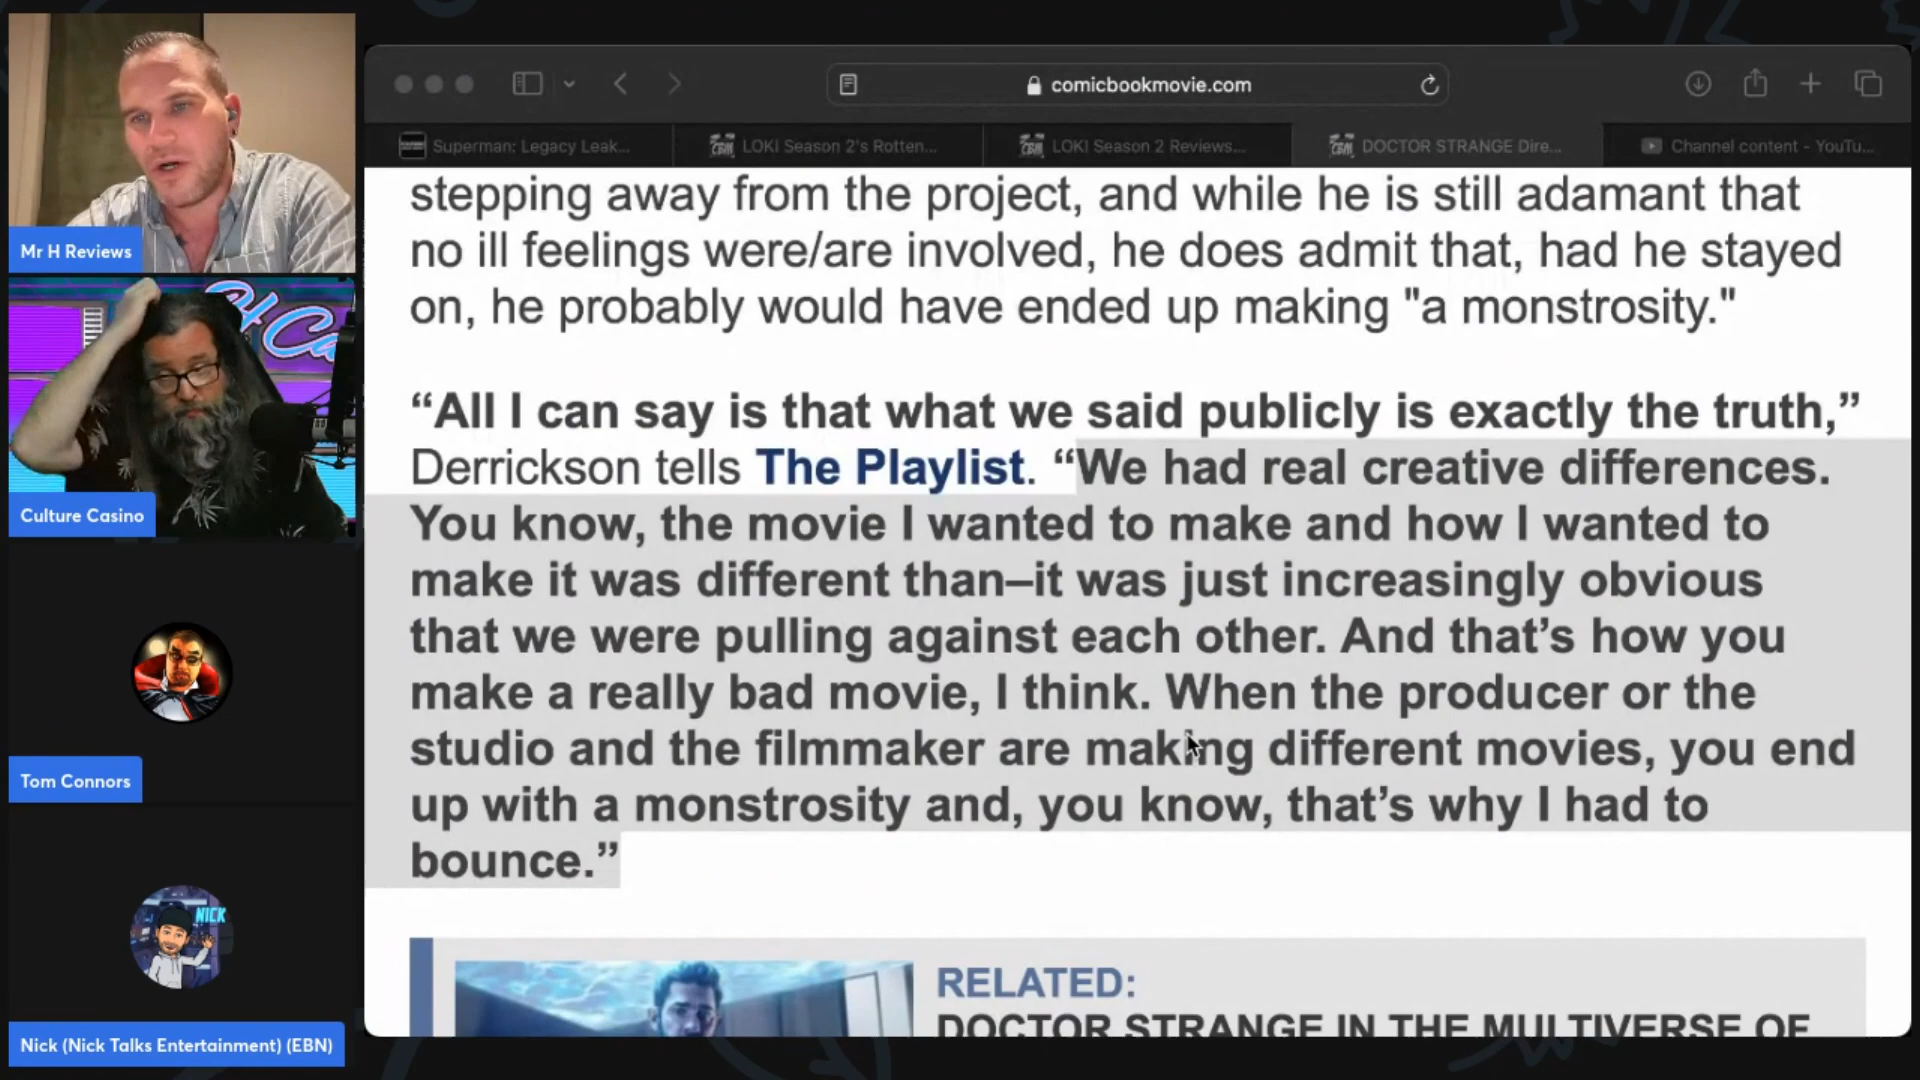 comicbookmovie.com
Superman: Legacy Leak...
LOKI Season 2's Rotten...
LOKI Season 2 Reviews...
DOCTOR STRANGE Dire...
Channel content - YouTu...
stepping away from the project, and while he is still adamant that
no ill feelings were/are involved, he does admit that, had he stayed
on, he probably would have ended up making "a monstrosity."
“All I can say is that what we said publicly is exactly the truth,”
Derrickson tells The Playlist. “We had real creative differences.
You know, the movie I wanted to make and how I wanted to
make it was different than–it was just increasingly obvious
that we were pulling against each other. And that’s how you
make a really bad movie, I think. When the producer or the
studio and the filmmaker are making different movies, you end
up with a monstrosity and, you know, that’s why I had to
bounce.”
RELATED:
DOCTOR STRANGE IN THE MULTIVERSE OF
Mr H Reviews
Culture Casino
Tom Connors
NICK
Nick (Nick Talks Entertainment) (EBN)